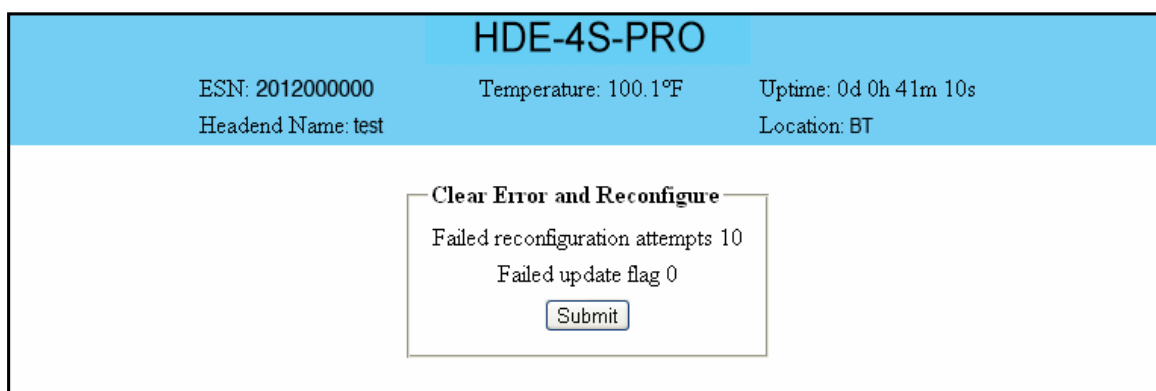 HDE-4S-PRO
ESN: 2012000000 Temperature: 100.1ºF Uptime: 0d 0h 41m 10s
Headend Name: test Location: BT
Clear Error and Reconfigure
Failed reconfiguration attempts 10
Failed update flag 0
Submit